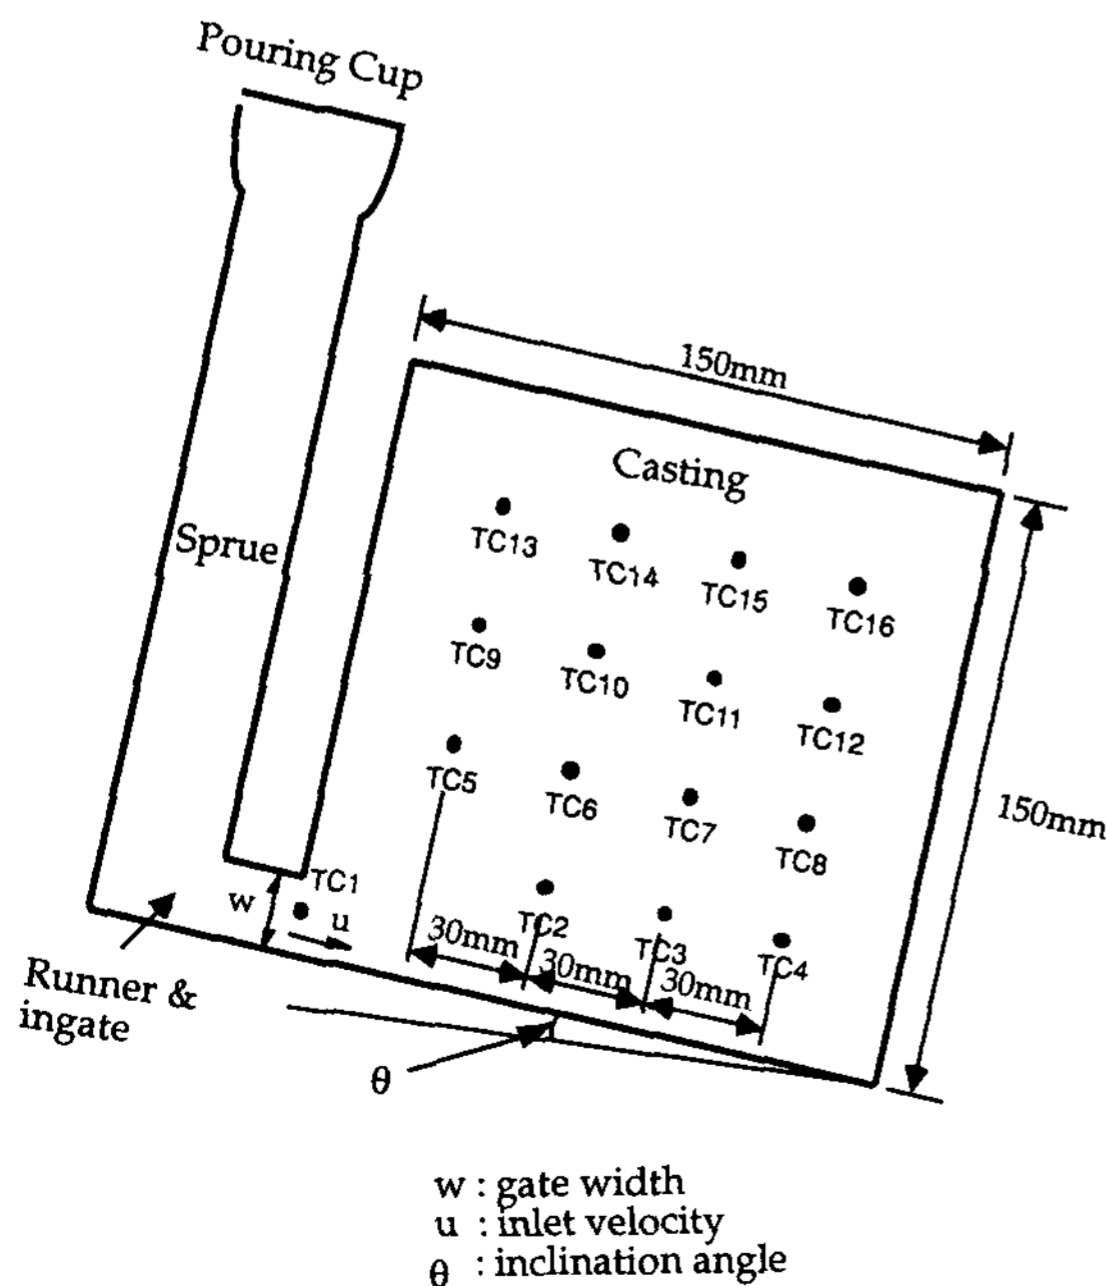 Pouring Cup
150mm
Casting
Sprue
TC13
TC14
TC15
TC16
TC9
TC10
TC11
TC12
TC5
TC6
TC7
TC8
150mm
TC1
w
u
TC2
TC3
TC4
30mm
30mm
30mm
Runner &
ingate
θ
w : gate width
u : inlet velocity
θ : inclination angle